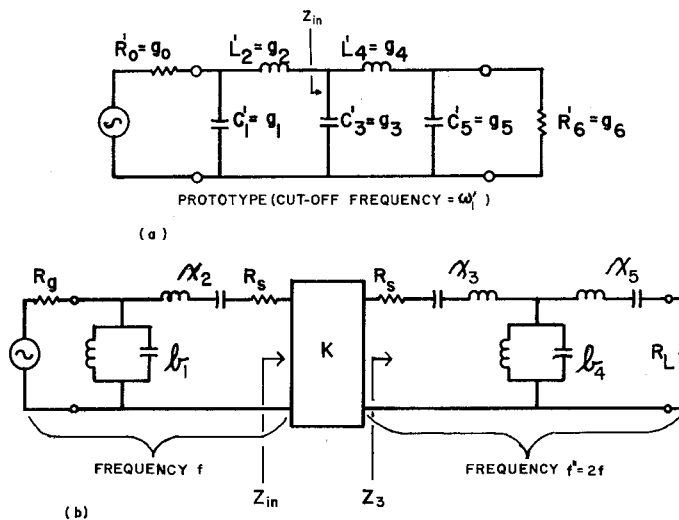 Z_in
R'_0 = g_0
L'_2 = g_2
L'_4 = g_4
C'_1 = g_1
C'_3 = g_3
C'_5 = g_5
R'_6 = g_6
PROTOTYPE (CUT-OFF FREQUENCY = ω'_1)
(a)
R_g
x_2
R_s
R_s
x_3
x_5
b_1
K
b_4
R_L
FREQUENCY f
Z_in
Z_3
FREQUENCY f" = 2f
(b)